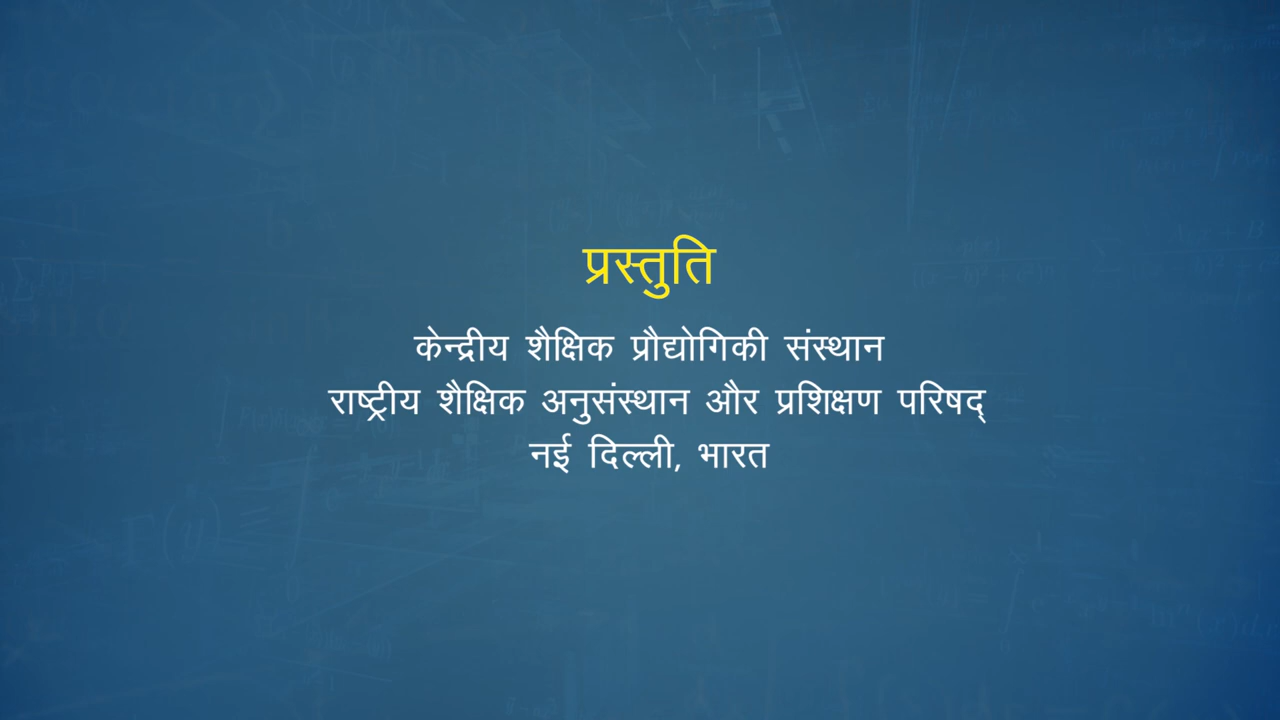 प्रस्तुति
केन्द्रीय शैक्षिक प्रौद्योगिकी संस्थान
राष्ट्रीय शैक्षिक अनुसंस्थान और प्रशिक्षण परिषद्
नई दिल्ली, भारत